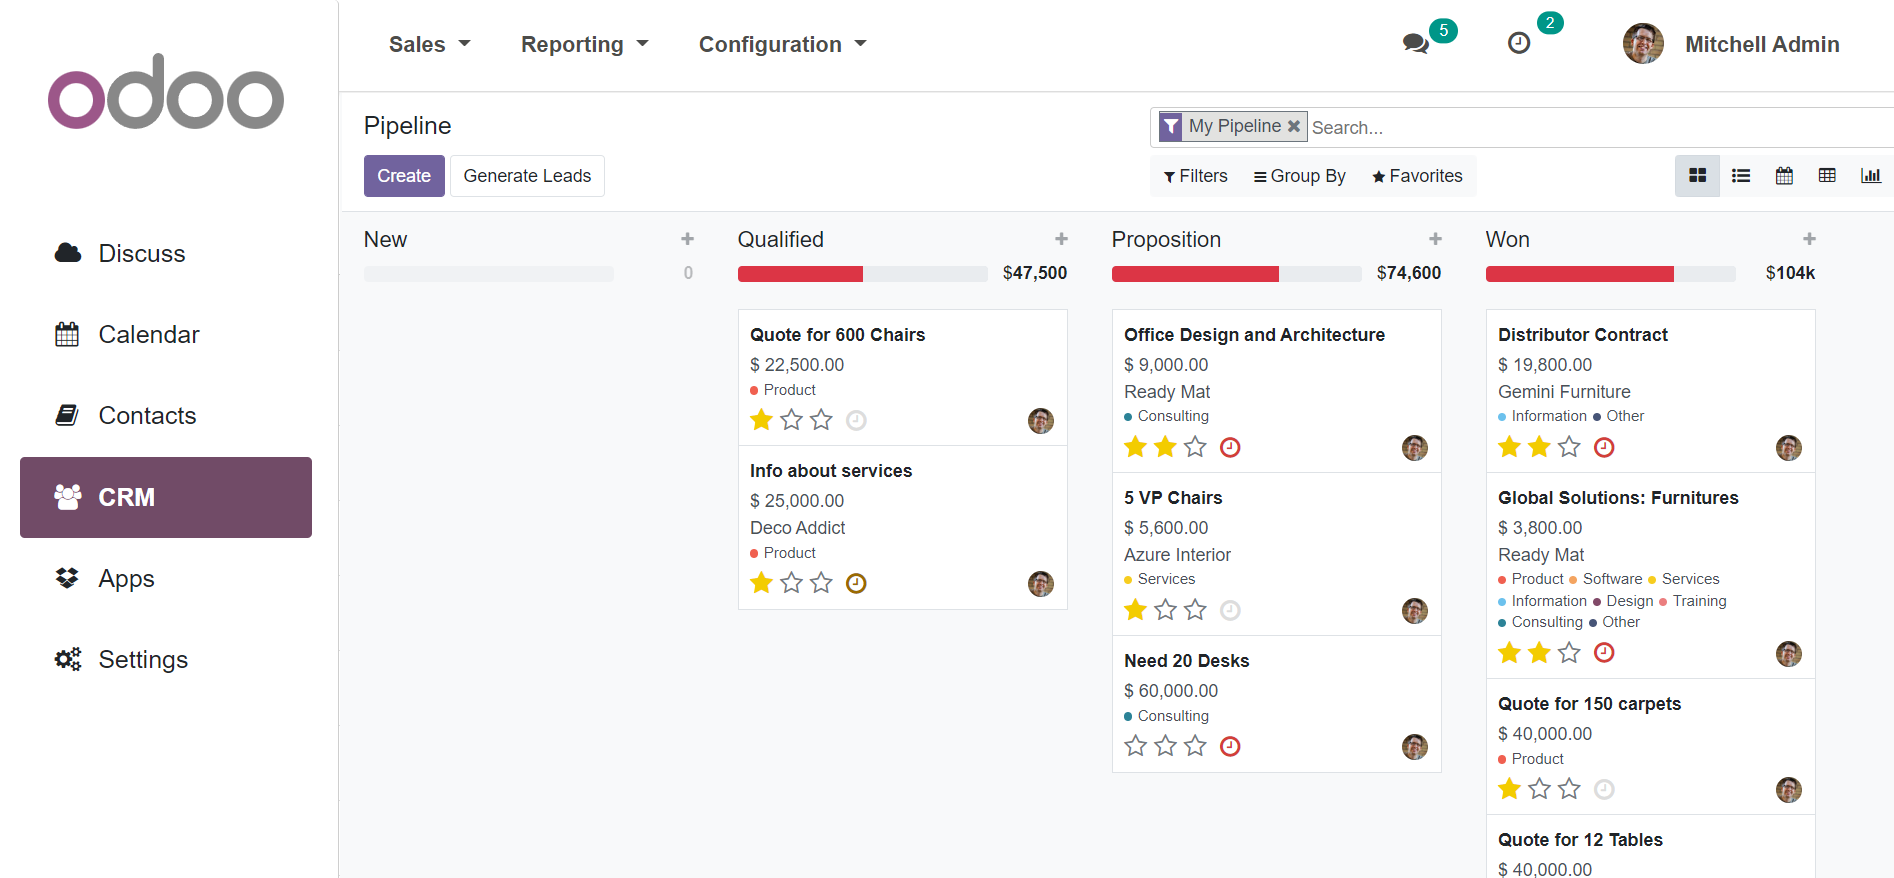 odoo
Discuss
Calendar
Contacts
CRM
Apps
Settings
Sales Reporting Configuration 5 2 Mitchell Admin
Pipeline
My Pipeline Search...
Create Generate Leads
Filters Group By Favorites
New
0
Qualified
$47,500
Quote for 600 Chairs
$ 22,500.00
Product
Info about services
$ 25,000.00
Deco Addict
Product
Proposition
$74,600
Office Design and Architecture
$ 9,000.00
Ready Mat
Consulting
5 VP Chairs
$ 5,600.00
Azure Interior
Services
Need 20 Desks
$ 60,000.00
Consulting
Won
$104k
Distributor Contract
$ 19,800.00
Gemini Furniture
Information Other
Global Solutions: Furnitures
$ 3,800.00
Ready Mat
Product Software Services
Information Design Training
Consulting Other
Quote for 150 carpets
$ 40,000.00
Product
Quote for 12 Tables
$ 40,000.00